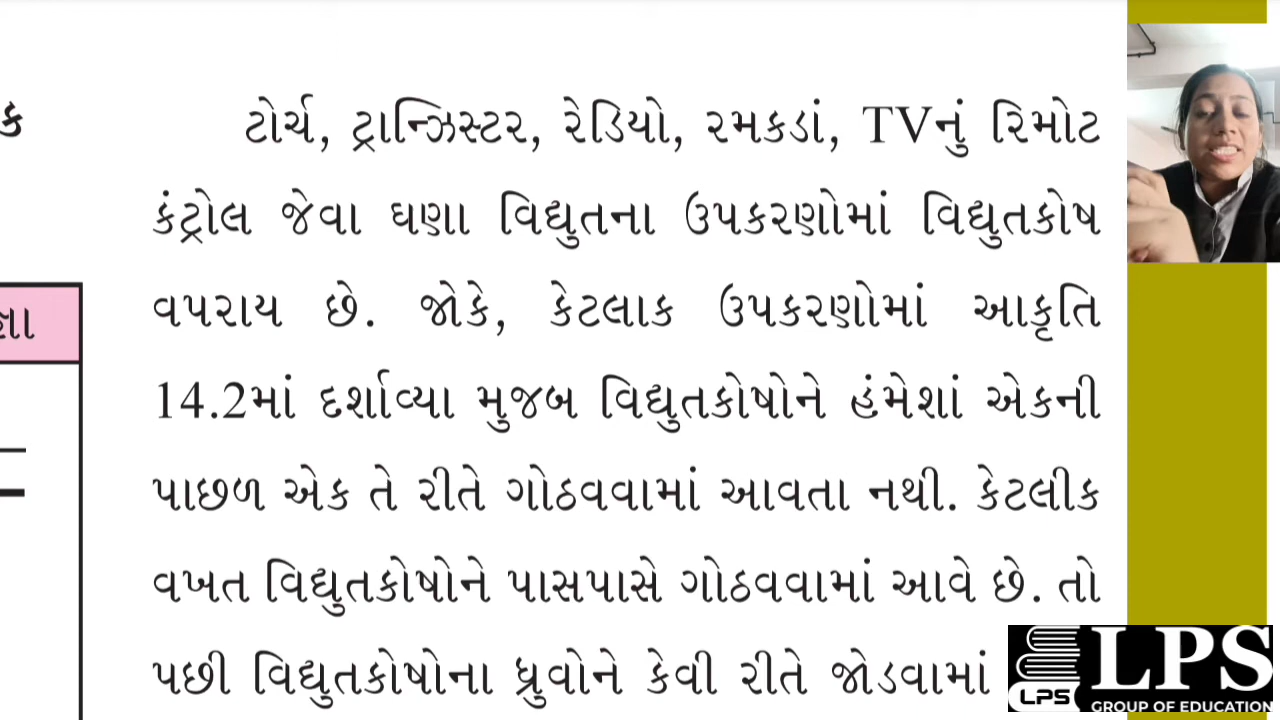 ક
ટોર્ચ, ટ્રાન્ઝિસ્ટર, રેડિયો, રમકડાં, TVનું રિમોટ
કંટ્રોલ જેવા ઘણા વિદ્યુતના ઉપકરણોમાં વિદ્યુતકોષ
વપરાય છે. જોકે, કેટલાક ઉપકરણોમાં આકૃતિ
14.2માં દર્શાવ્યા મુજબ વિદ્યુતકોષોને હંમેશાં એકની
પાછળ એક તે રીતે ગોઠવવામાં આવતા નથી. કેટલીક
વખત વિદ્યુતકોષોને પાસપાસે ગોઠવવામાં આવે છે. તો
પછી વિદ્યુતકોષોના ધ્રુવોને કેવી રીતે જોડવામાં
LPS
LPS
GROUP OF EDUCATION